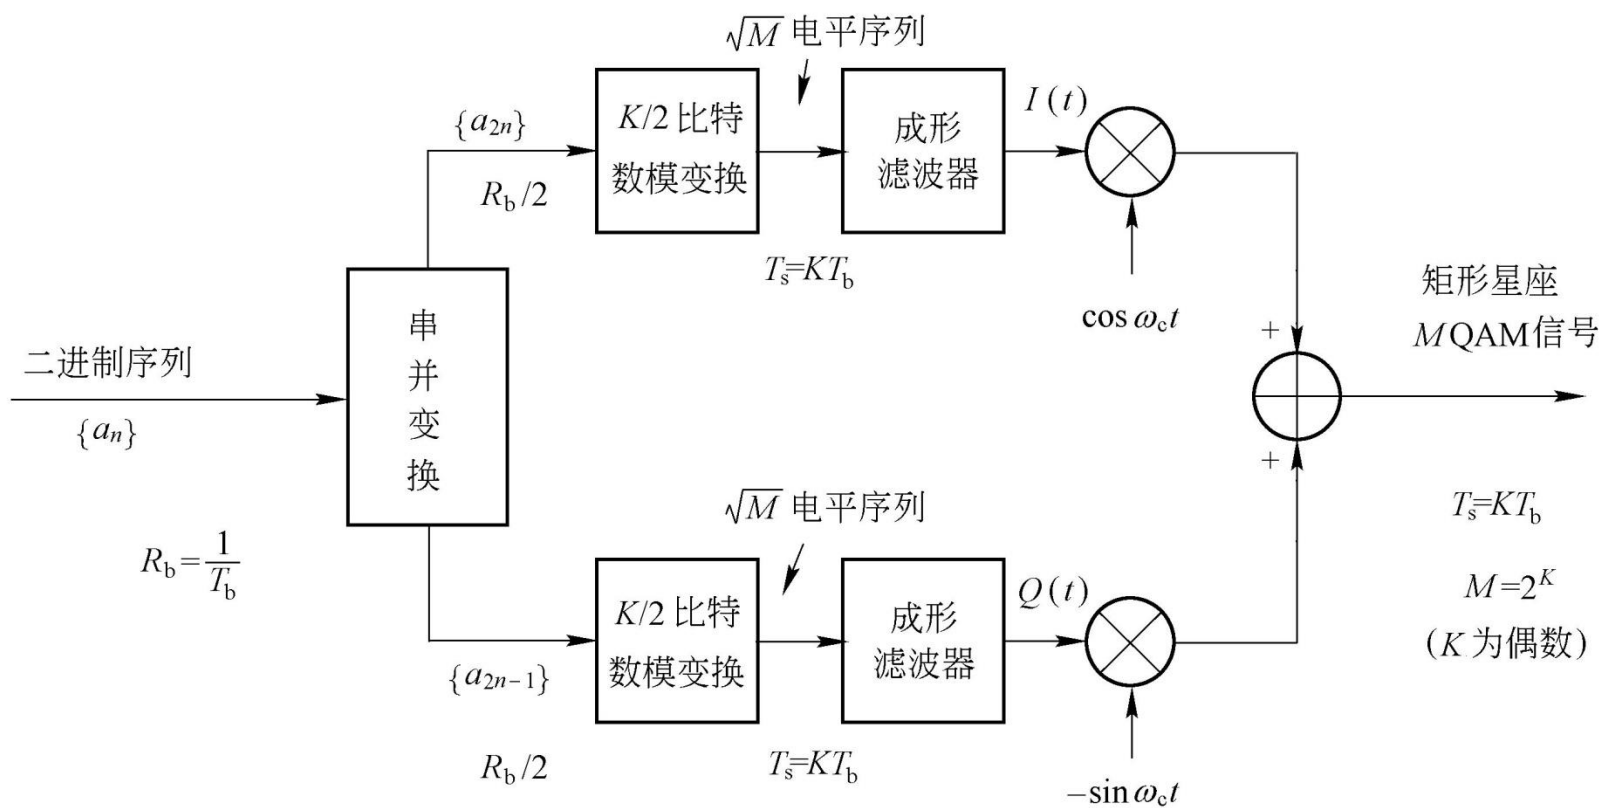 √M 电平序列
{a2n}
Rb/2
K/2 比特
数模变换
Ts=KTb
成形
滤波器
I(t)
cos ωct
二进制序列
{an}
Rb=1/Tb
串
并
变
换
+
+
矩形星座
MQAM信号
Ts=KTb
M=2^K
(K 为偶数)
√M 电平序列
{a2n-1}
Rb/2
K/2 比特
数模变换
Ts=KTb
成形
滤波器
Q(t)
-sin ωct